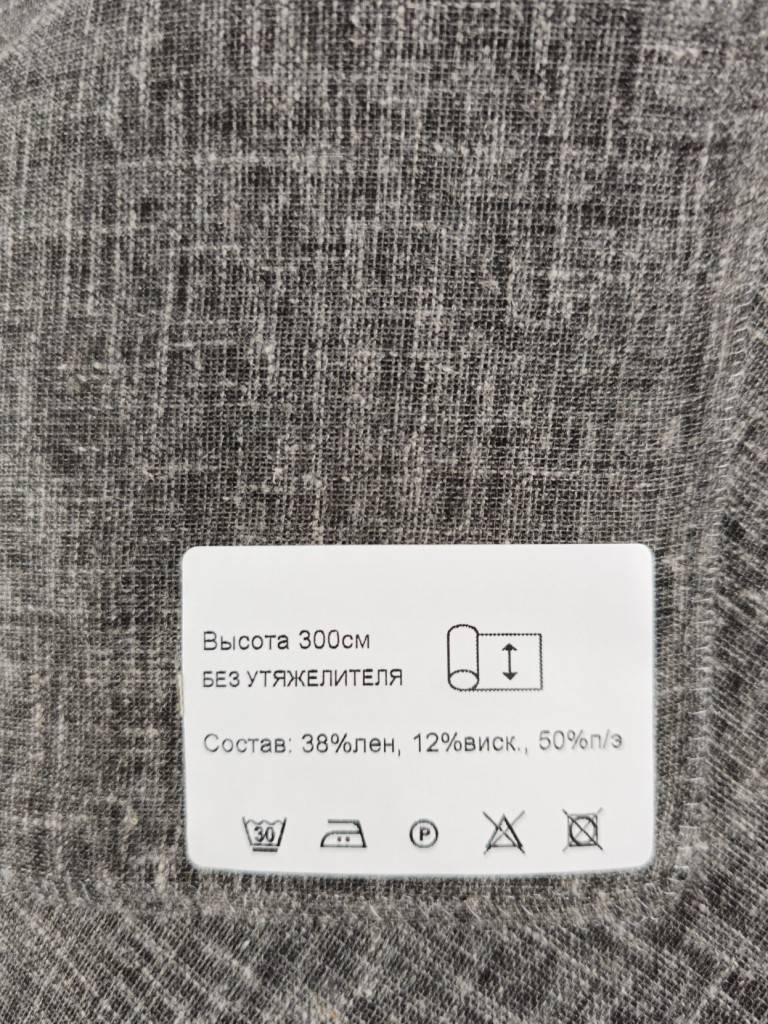 Высота 300см
БЕЗ УТЯЖЕЛИТЕЛЯ
Состав: 38%лен, 12%виск., 50%п/э
30
P